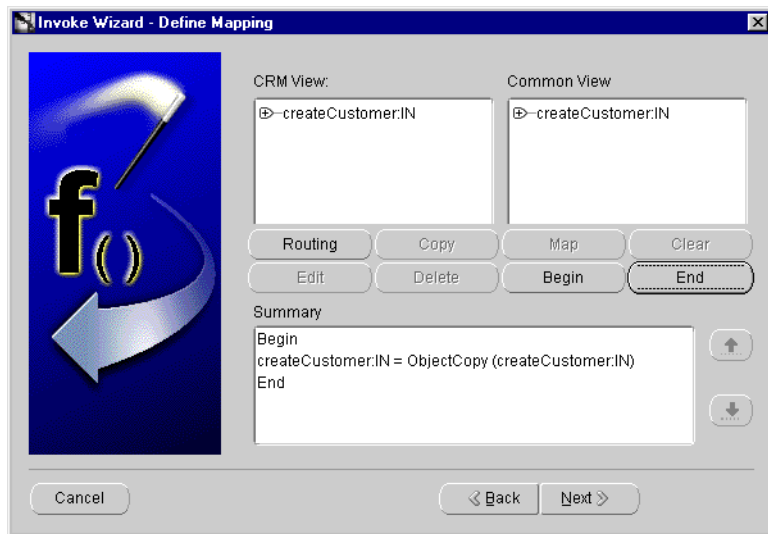 Invoke Wizard - Define Mapping
CRM View:
Common View
createCustomer:IN
createCustomer:IN
f()
Routing
Copy
Map
Clear
Edit
Delete
Begin
End
Summary
Begin
createCustomer:IN = ObjectCopy (createCustomer:IN)
End
Cancel
Back
Next